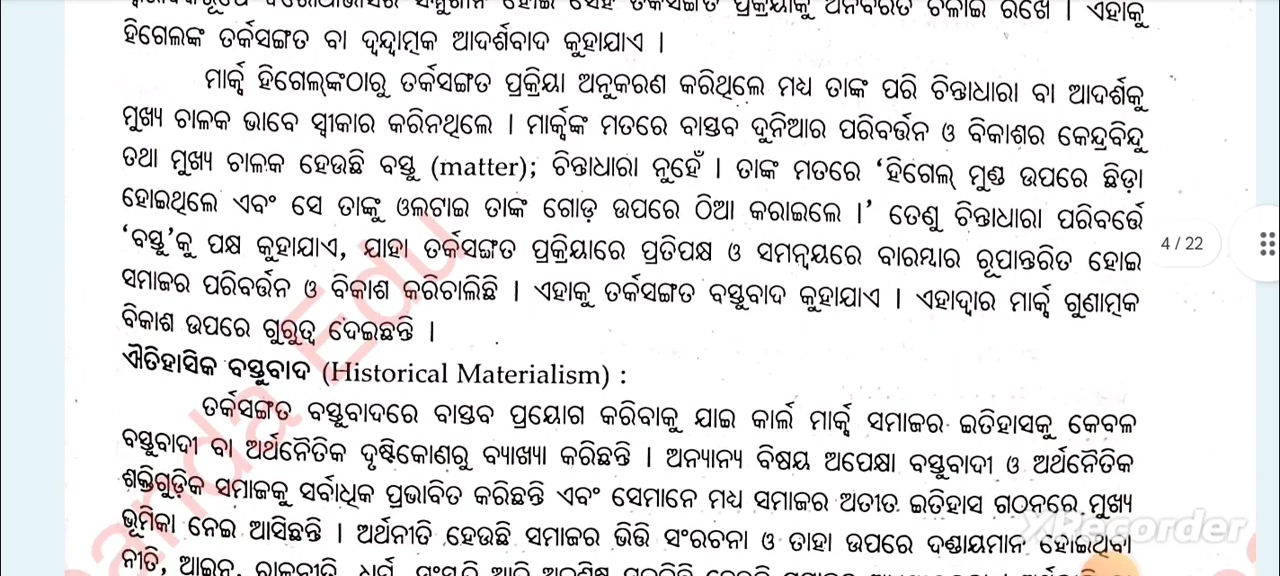 ହିଗେଲଙ୍କ ତର୍କସଙ୍ଗତ ବା ଦ୍ୱନ୍ଦ୍ୱାତ୍ମକ ଆଦର୍ଶବାଦ କୁହାଯାଏ ।
ମାର୍କ୍ସ ହିଗେଲ୍‌ଙ୍କଠାରୁ ତର୍କସଙ୍ଗତ ପ୍ରକ୍ରିୟା ଅନୁକରଣ କରିଥିଲେ ମଧ୍ୟ ତାଙ୍କ ପରି ଚିନ୍ତାଧାରା ବା ଆଦର୍ଶକୁ
ମୁଖ୍ୟ ଚାଳକ ଭାବେ ସ୍ୱୀକାର କରିନଥିଲେ । ମାର୍କ୍ସଙ୍କ ମତରେ ବାସ୍ତବ ଦୁନିଆର ପରିବର୍ତ୍ତନ ଓ ବିକାଶର କେନ୍ଦ୍ରବିନ୍ଦୁ
ତଥା ମୁଖ୍ୟ ଚାଳକ ହେଉଛି ବସ୍ତୁ (matter); ଚିନ୍ତାଧାରା ନୁହେଁ । ତାଙ୍କ ମତରେ ‘ହିଗେଲ୍ ମୁଣ୍ଡ ଉପରେ ଛିଡ଼ା
ହୋଇଥିଲେ ଏବଂ ସେ ତାଙ୍କୁ ଓଲଟାଇ ତାଙ୍କ ଗୋଡ଼ ଉପରେ ଠିଆ କରାଇଲେ ।’ ତେଣୁ ଚିନ୍ତାଧାରା ପରିବର୍ତ୍ତେ
‘ବସ୍ତୁ’କୁ ପକ୍ଷ କୁହାଯାଏ, ଯାହା ତର୍କସଙ୍ଗତ ପ୍ରକ୍ରିୟାରେ ପ୍ରତିପକ୍ଷ ଓ ସମନ୍ୱୟରେ ବାରମ୍ବାର ରୂପାନ୍ତରିତ ହୋଇ
4 / 22
ସମାଜର ପରିବର୍ତ୍ତନ ଓ ବିକାଶ କରିଚାଲିଛି । ଏହାକୁ ତର୍କସଙ୍ଗତ ବସ୍ତୁବାଦ କୁହାଯାଏ । ଏହାଦ୍ୱାର ମାର୍କ୍ସ ଗୁଣାତ୍ମକ
ବିକାଶ ଉପରେ ଗୁରୁତ୍ୱ ଦେଇଛନ୍ତି ।
ଐତିହାସିକ ବସ୍ତୁବାଦ (Historical Materialism) :
ତର୍କସଙ୍ଗତ ବସ୍ତୁବାଦରେ ବାସ୍ତବ ପ୍ରୟୋଗ କରିବାକୁ ଯାଇ କାର୍ଲ ମାର୍କ୍ସ ସମାଜର ଇତିହାସକୁ କେବଳ
ବସ୍ତୁବାଦୀ ବା ଅର୍ଥନୈତିକ ଦୃଷ୍ଟିକୋଣରୁ ବ୍ୟାଖ୍ୟା କରିଛନ୍ତି । ଅନ୍ୟାନ୍ୟ ବିଷୟ ଅପେକ୍ଷା ବସ୍ତୁବାଦୀ ଓ ଅର୍ଥନୈତିକ
ଶକ୍ତିଗୁଡ଼ିକ ସମାଜକୁ ସର୍ବାଧିକ ପ୍ରଭାବିତ କରିଛନ୍ତି ଏବଂ ସେମାନେ ମଧ୍ୟ ସମାଜର ଅତୀତ ଇତିହାସ ଗଠନରେ ମୁଖ୍ୟ
ଭୂମିକା ନେଇ ଆସିଛନ୍ତି । ଅର୍ଥନୀତି ହେଉଛି ସମାଜର ଭିତ୍ତି ସଂରଚନା ଓ ତାହା ଉପରେ ଦଣ୍ଡାୟମାନ ହୋଇଥିବା
XRecorder